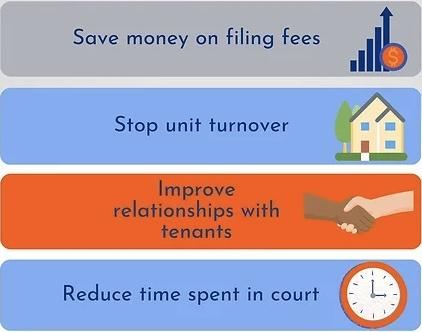 Save money on filing fees
$
Stop unit turnover
Improve
relationships with
tenants
Reduce time spent in court